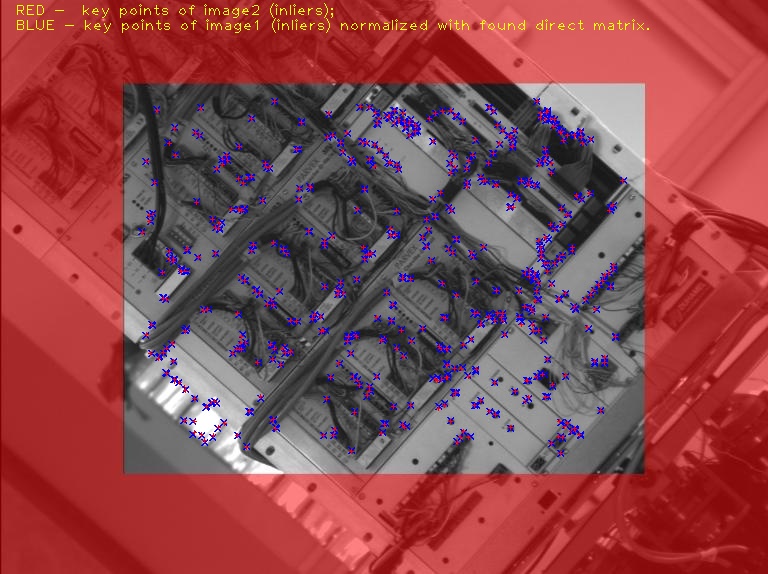 RED - key points of image2 (inliers);
BLUE - key points of image1 (inliers) normalized with found direct matrix.